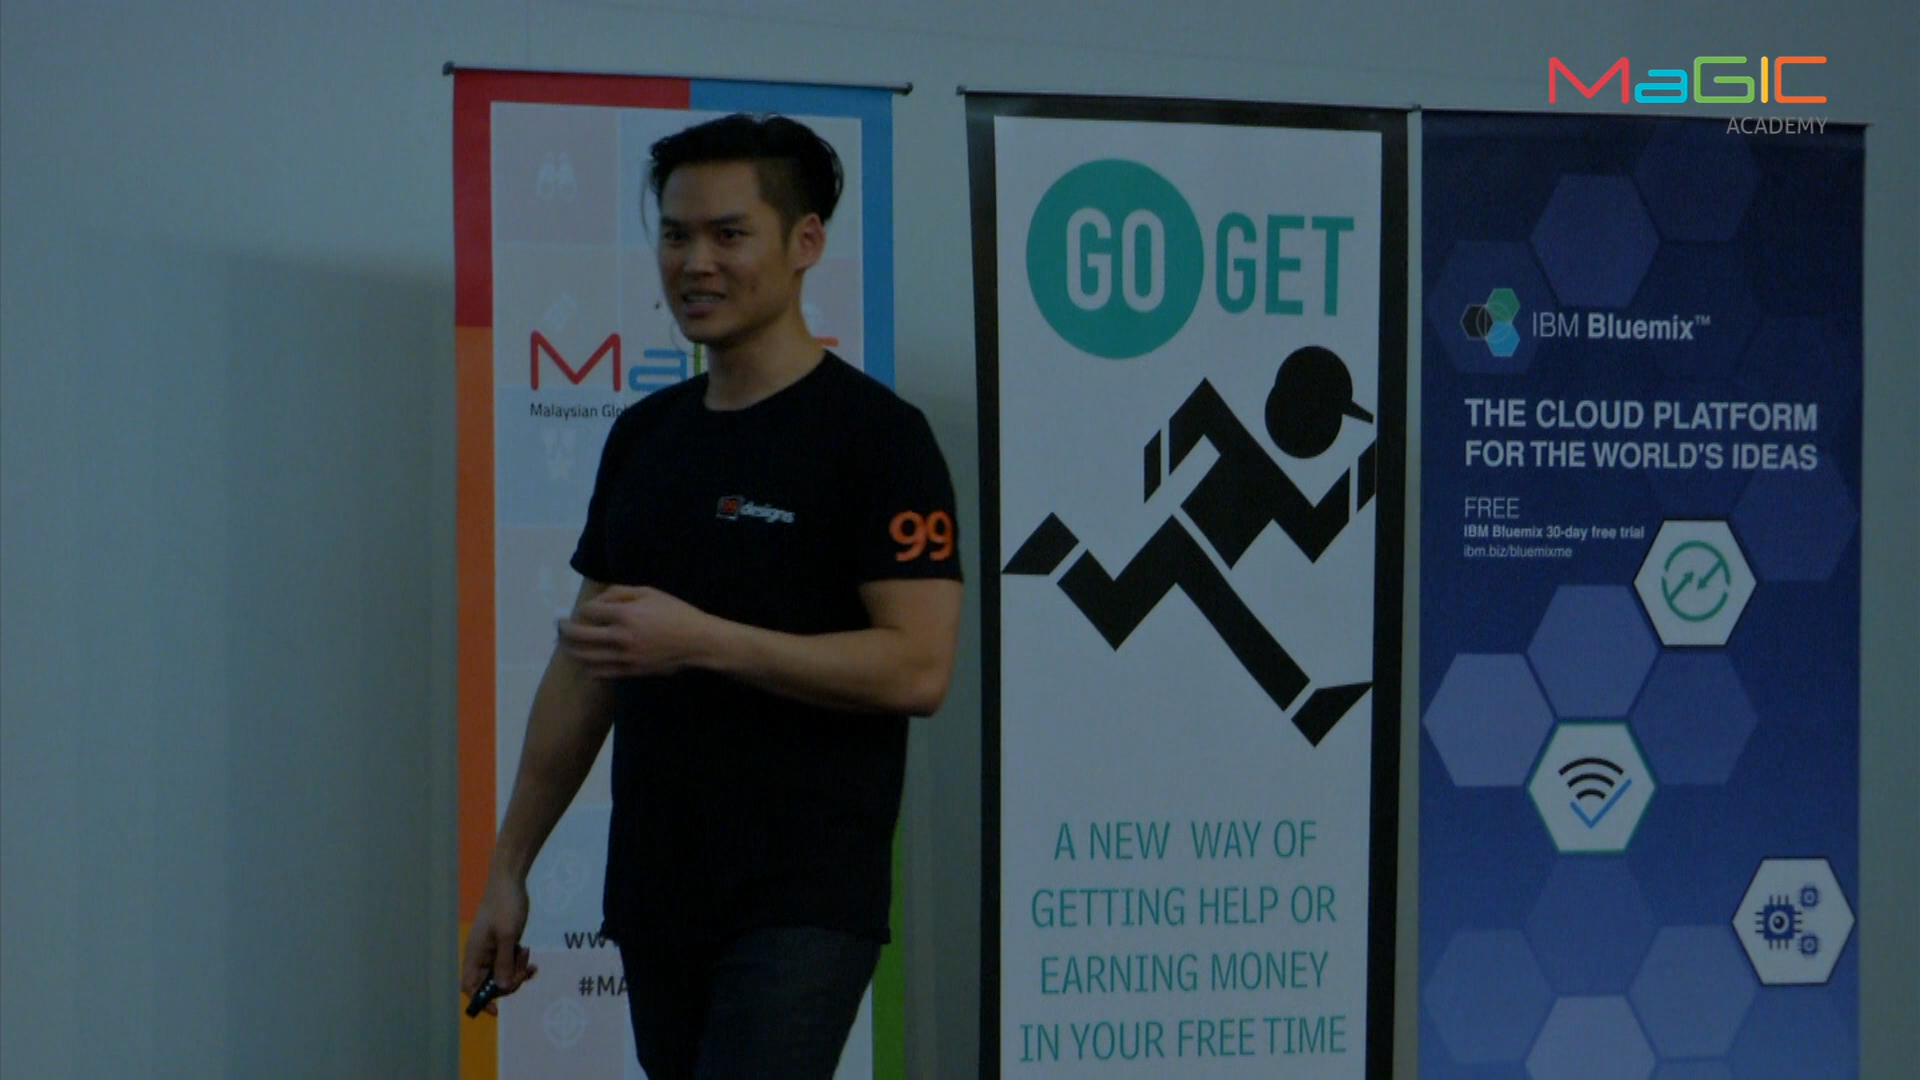 MaGIC
ACADEMY
Malaysian Glo
#MA
designs
99
GO GET
A NEW WAY OF
GETTING HELP OR
EARNING MONEY
IN YOUR FREE TIME
IBM Bluemix™
THE CLOUD PLATFORM
FOR THE WORLD'S IDEAS
FREE
IBM Bluemix 30-day free trial
ibm.biz/bluemixme